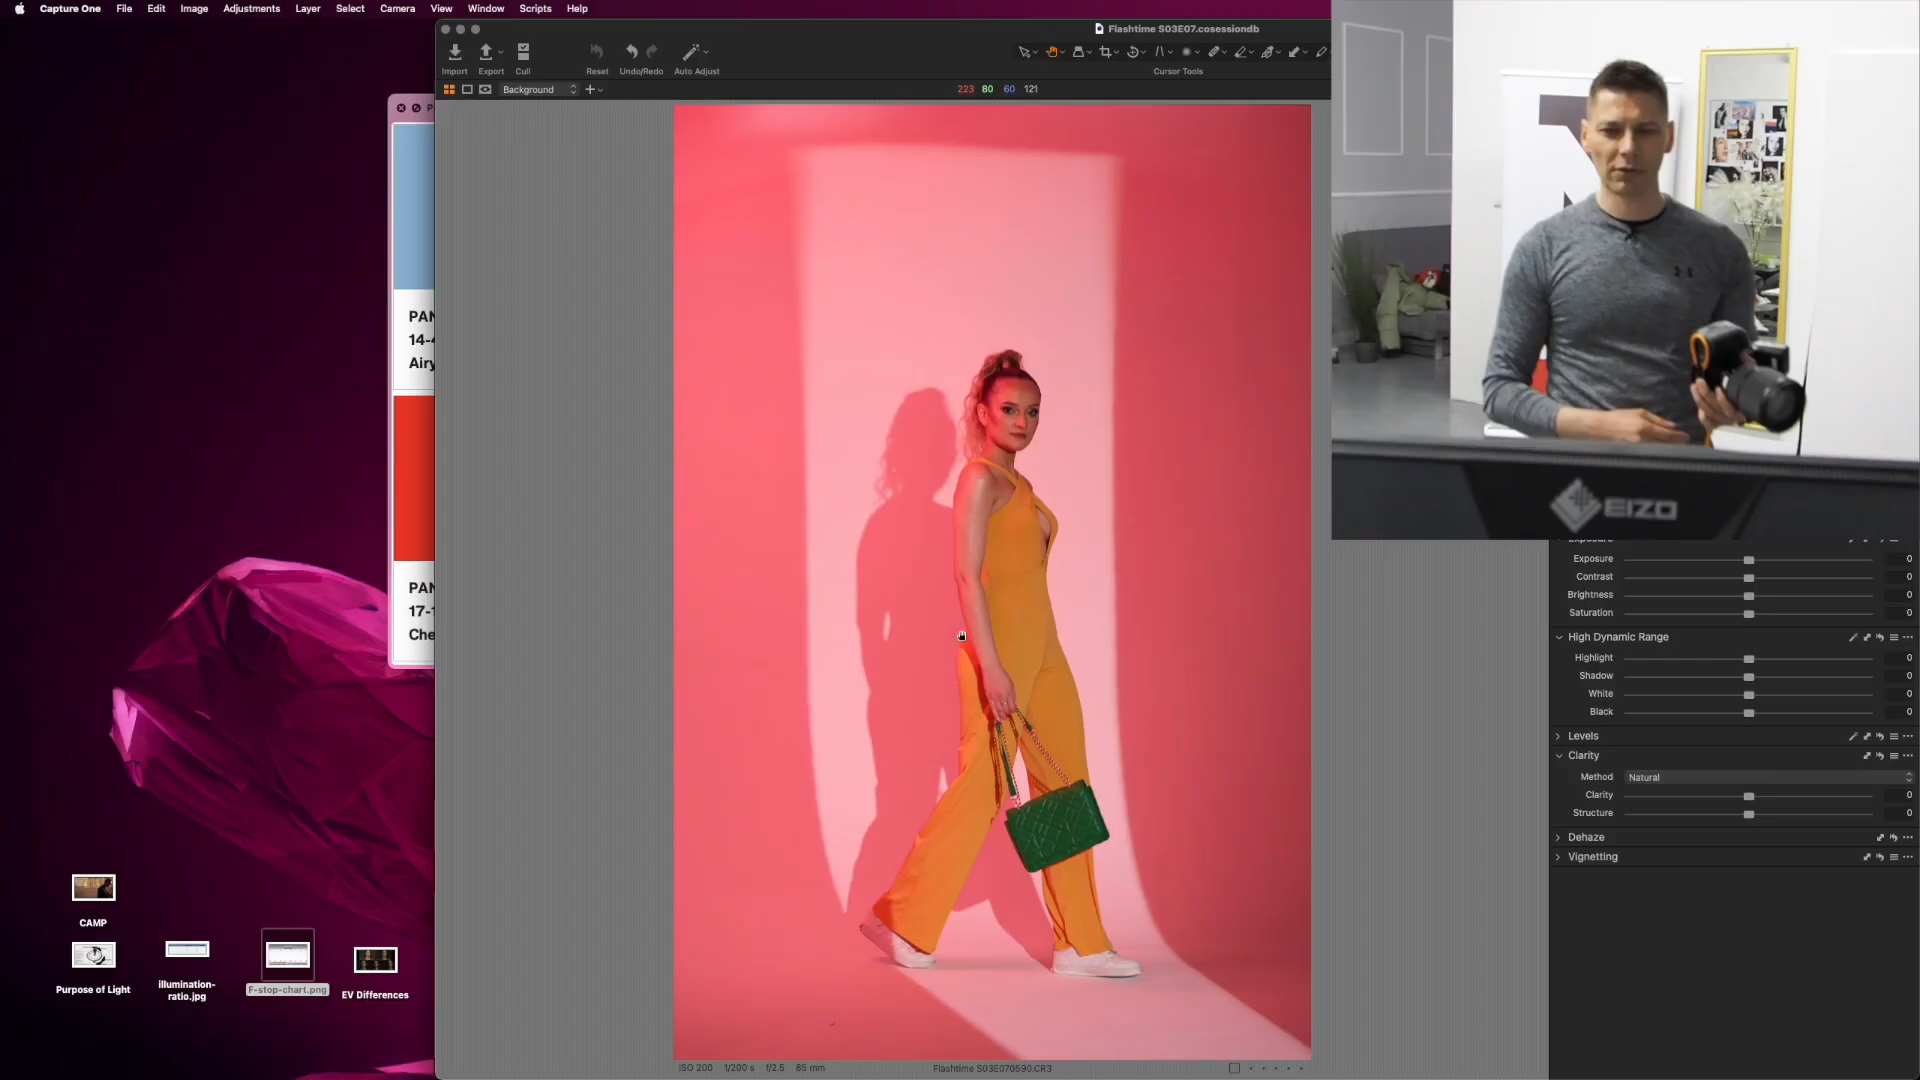 Capture One File Edit Image Adjustments Layer Select Camera View Window Scripts Help
Flashtime S03E07.cosessiondb
Import Export Cull Reset Undo/Redo Auto Adjust Cursor Tools
Background
223 80 60 121
P
PAN
14-4
Airy
PAN
17-1
Che
EIZO
Exposure
Exposure 0
Contrast 0
Brightness 0
Saturation 0
High Dynamic Range
Highlight 0
Shadow 0
White 0
Black 0
Levels
Clarity
Method Natural
Clarity 0
Structure 0
Dehaze
Vignetting
CAMP
Purpose of Light
illumination-
ratio.jpg
F-stop-chart.png
EV Differences
ISO 200 1/200 s f/2.5 85 mm
Flashtime S03E070590.CR3